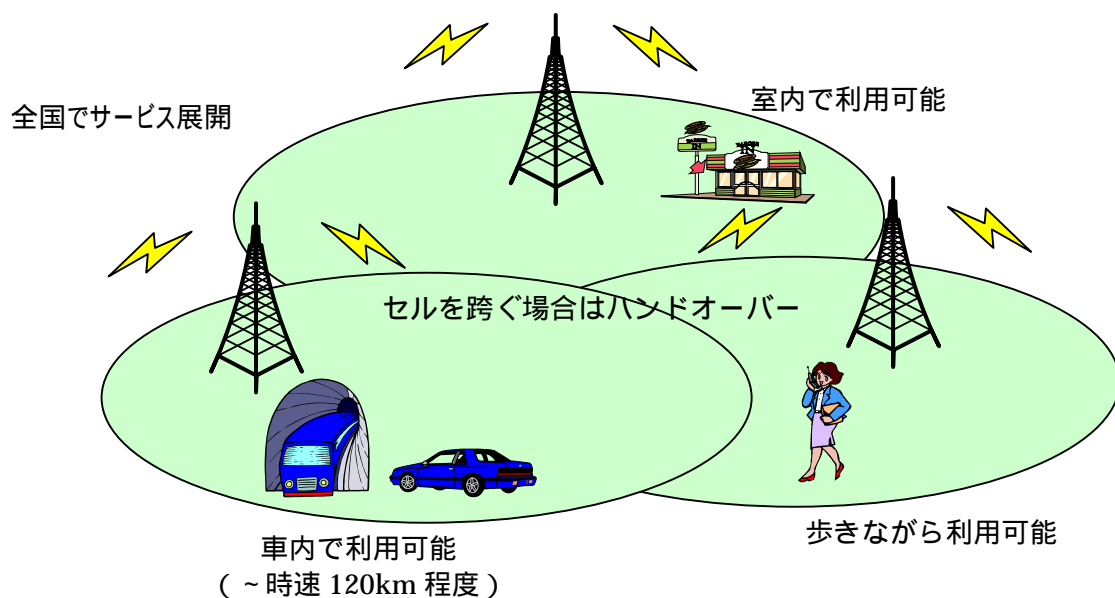 全国でサービス展開
室内で利用可能
IN
IN
セルを跨ぐ場合はハンドオーバー
車内で利用可能
(~時速 120km 程度)
歩きながら利用可能